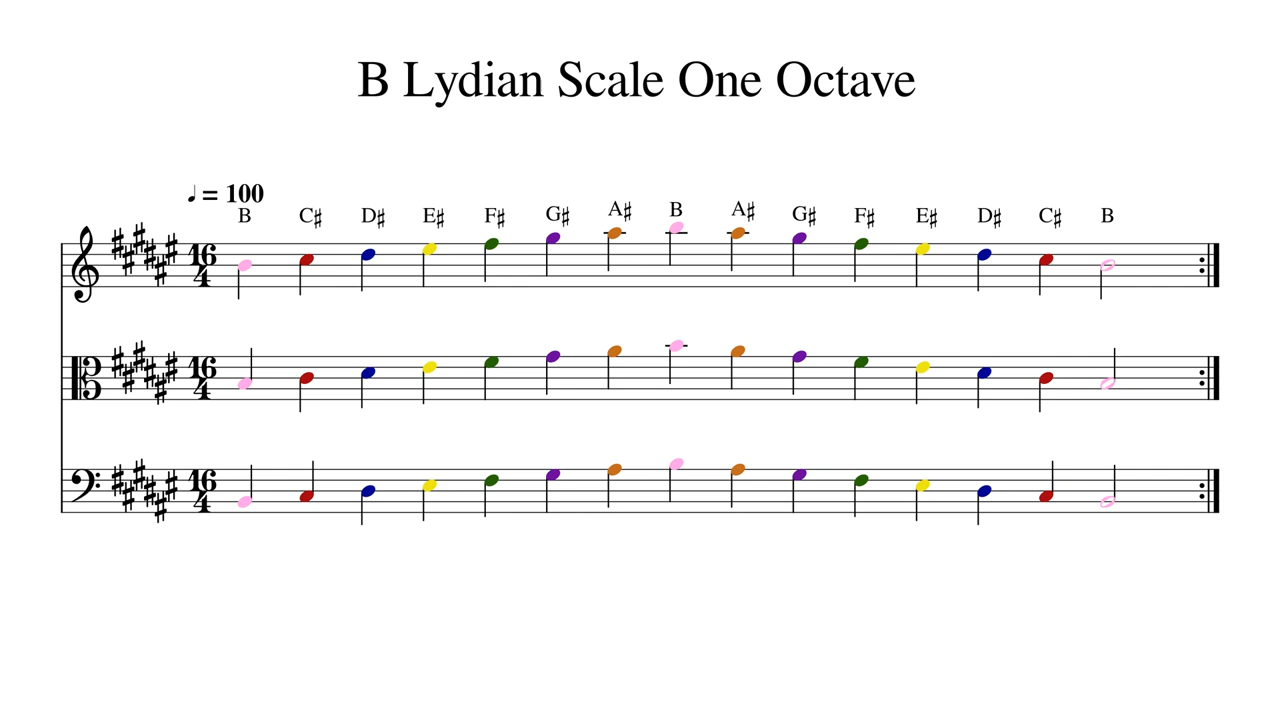 B Lydian Scale One Octave
♩ = 100
B C♯ D♯ E♯ F♯ G♯ A♯ B A♯ G♯ F♯ E♯ D♯ C♯ B
16
4
16
4
16
4